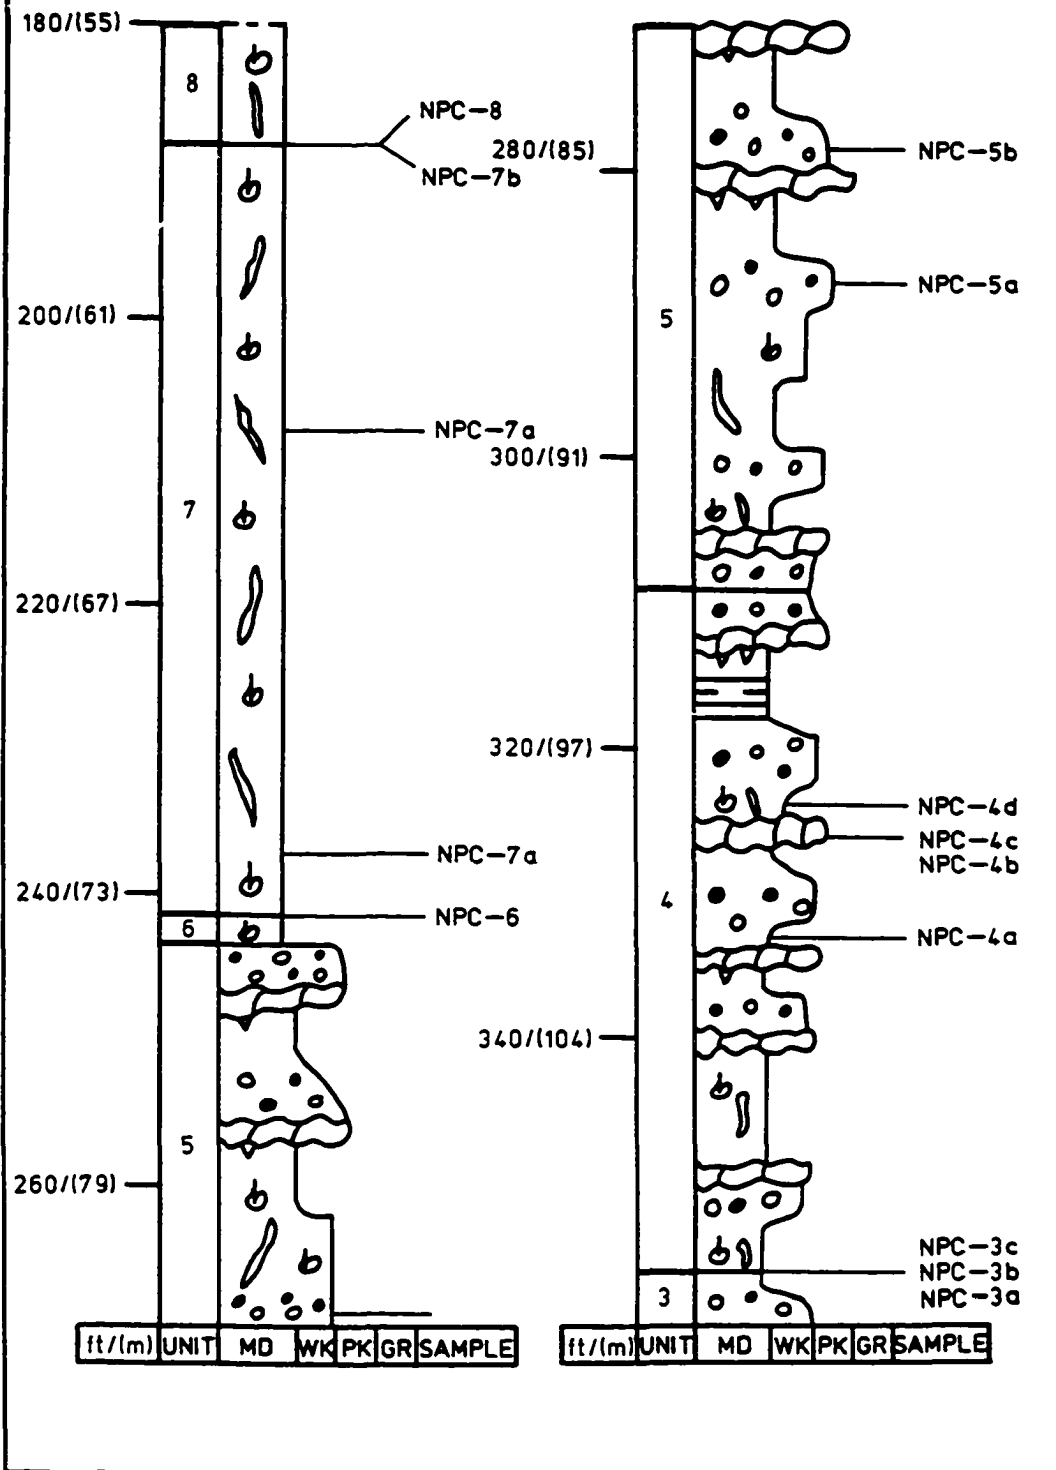 180/(55)
8
NPC-8
NPC-7b
200/(61)
NPC-7a
7
220/(67)
NPC-7a
240/(73)
NPC-6
6
5
260/(79)
ft/(m) UNIT MD WK PK GR SAMPLE
280/(85)
NPC-5b
NPC-5a
5
300/(91)
320/(97)
NPC-4d
NPC-4c
NPC-4b
4
NPC-4a
340/(104)
NPC-3c
NPC-3b
NPC-3a
3
ft/(m) UNIT MD WK PK GR SAMPLE